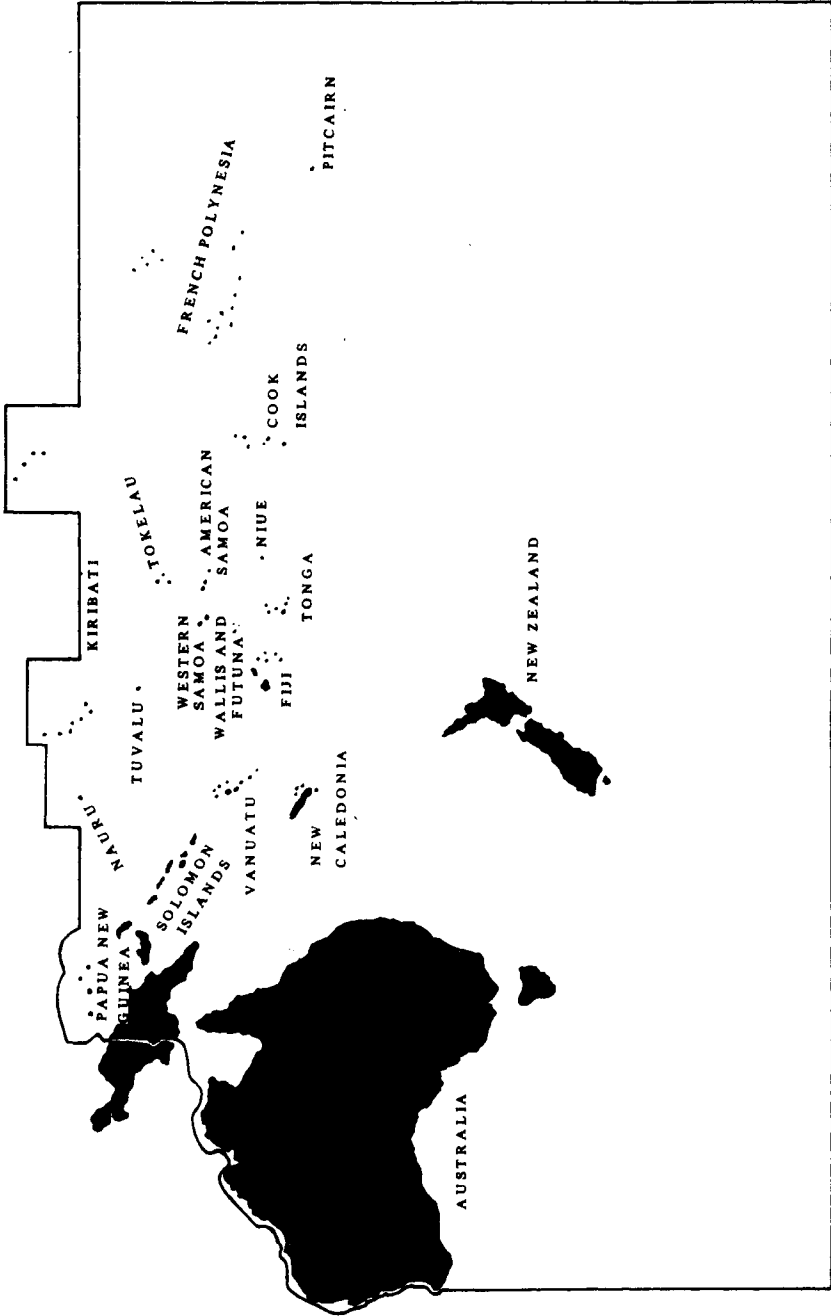 KIRIBATI
NAURU
PAPUA NEW
GUINEA
TUVALU
TOKELAU
SOLOMON
ISLANDS
WESTERN
SAMOA
AMERICAN
SAMOA
WALLIS AND
FUTUNA
FRENCH POLYNESIA
VANUATU
FIJI
NIUE
COOK
ISLANDS
TONGA
NEW
CALEDONIA
PITCAIRN
AUSTRALIA
NEW ZEALAND